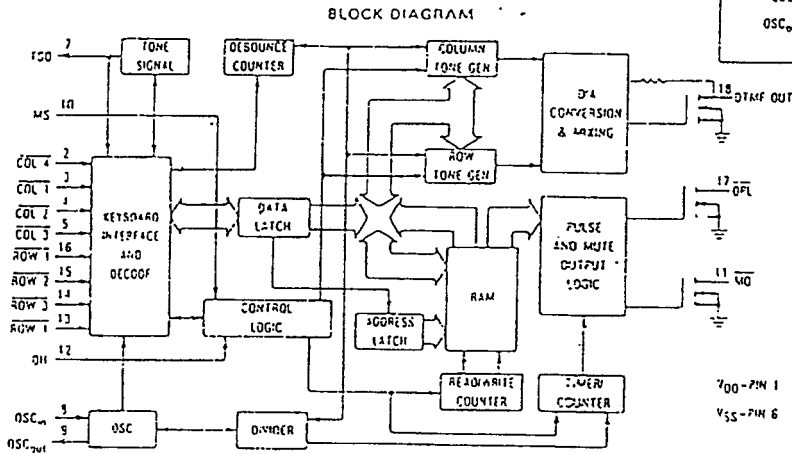 BLOCK DIAGRAM
OSC
7
TONE
SIGNAL
DEBOUNCE
COUNTER
COLUMN
TONE GEN
10
MS
D/A
CONVERSION
& MIXING
18 DTMF OUT
COL 4 2
COL 1 3
COL 2 4
COL 3 5
ROW 1 16
ROW 2 15
ROW 3 14
13
KEYBOARD
INTERFACE
AND
DECODE
ROW
TONE GEN
DATA
LATCH
17
PULSE
AND MUTE
OUTPUT
LOGIC
RAM
11 MO
CONTROL
LOGIC
ADDRESS
LATCH
12
READ/WRITE
COUNTER
TIMER/
COUNTER
VDD-PIN 1
VSS-PIN 6
OSCin 8
OSCout 9
OSC
DIVIDER